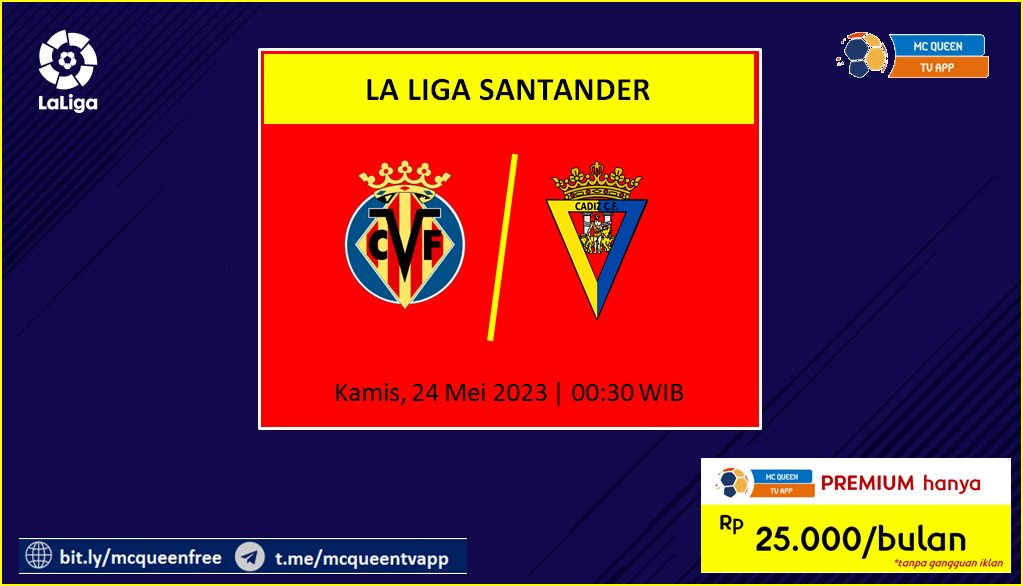 LaLiga
MC QUEEN
TV APP
LA LIGA SANTANDER
CVF
CADIZ C.F.
Kamis, 24 Mei 2023 | 00:30 WIB
MC QUEEN
TV APP
PREMIUM hanya
Rp 25.000/bulan
*tanpa gangguan iklan
bit.ly/mcqueenfree
t.me/mcqueentvapp